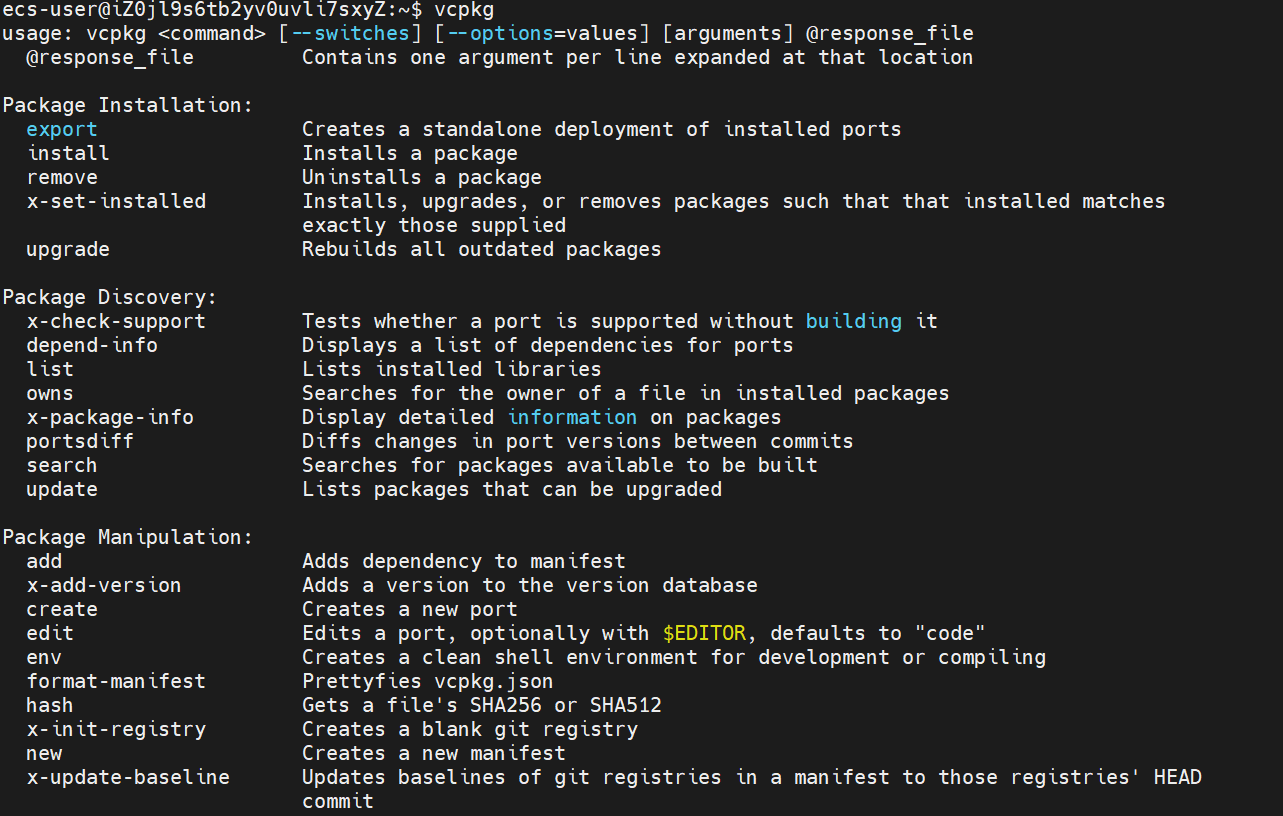 ecs-user@iZ0jl9s6tb2yv0uvli7sxyZ:~$ vcpkg
usage: vcpkg <command> [--switches] [--options=values] [arguments] @response_file
  @response_file         Contains one argument per line expanded at that location

Package Installation:
  export                 Creates a standalone deployment of installed ports
  install                Installs a package
  remove                 Uninstalls a package
  x-set-installed        Installs, upgrades, or removes packages such that that installed matches
                         exactly those supplied
  upgrade                Rebuilds all outdated packages

Package Discovery:
  x-check-support        Tests whether a port is supported without building it
  depend-info            Displays a list of dependencies for ports
  list                   Lists installed libraries
  owns                   Searches for the owner of a file in installed packages
  x-package-info         Display detailed information on packages
  portsdiff              Diffs changes in port versions between commits
  search                 Searches for packages available to be built
  update                 Lists packages that can be upgraded

Package Manipulation:
  add                    Adds dependency to manifest
  x-add-version          Adds a version to the version database
  create                 Creates a new port
  edit                   Edits a port, optionally with $EDITOR, defaults to "code"
  env                    Creates a clean shell environment for development or compiling
  format-manifest        Prettyfies vcpkg.json
  hash                   Gets a file's SHA256 or SHA512
  x-init-registry        Creates a blank git registry
  new                    Creates a new manifest
  x-update-baseline      Updates baselines of git registries in a manifest to those registries' HEAD
                         commit